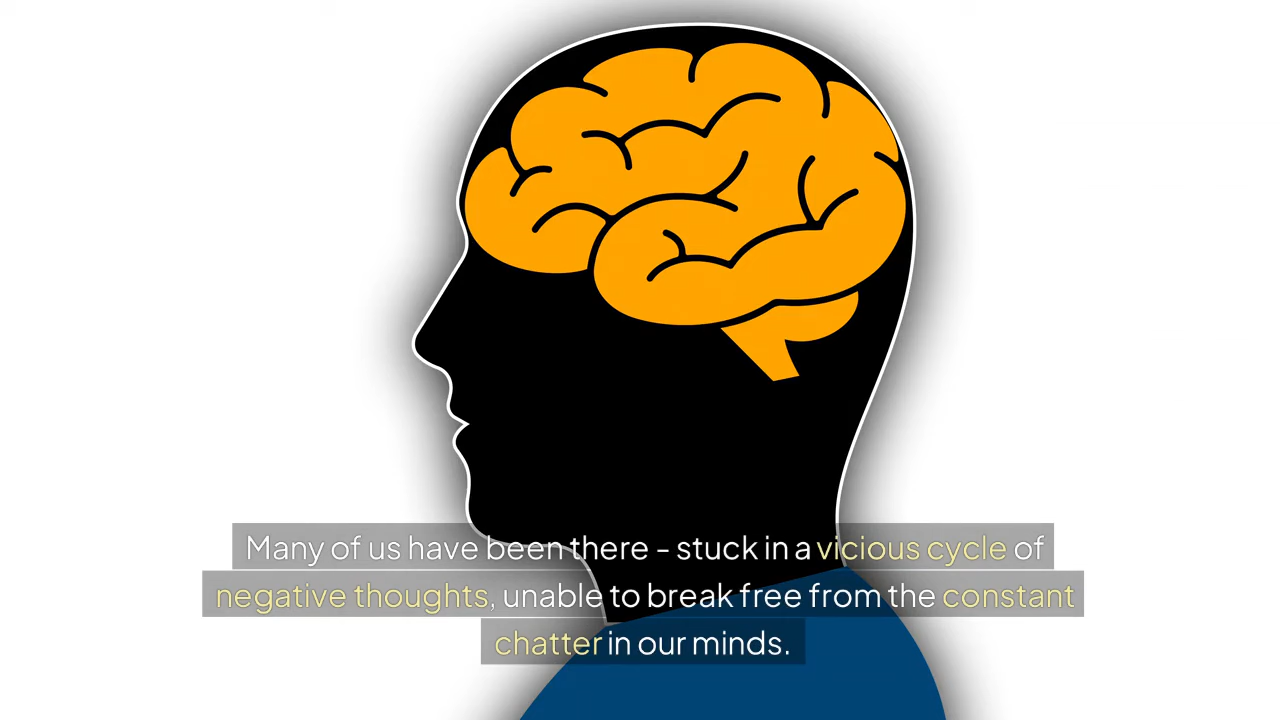 Many of us have been there - stuck in a vicious cycle of
negative thoughts, unable to break free from the constant
chatter in our minds.